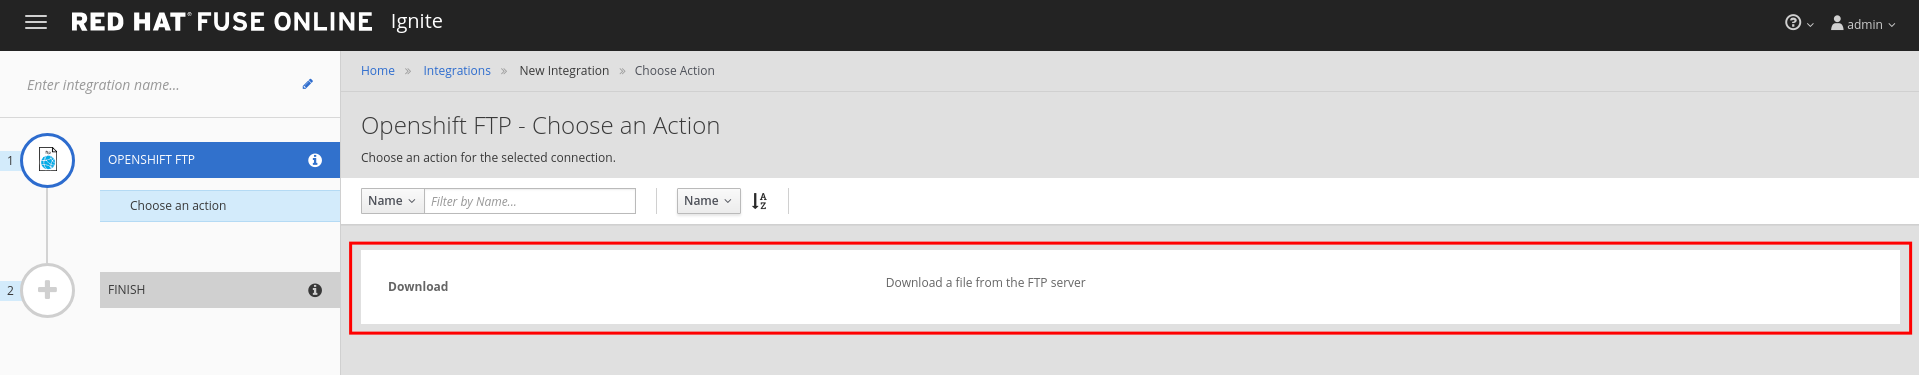 RED HAT® FUSE ONLINE Ignite
admin
Enter integration name...
Home » Integrations » New Integration » Choose Action
Openshift FTP - Choose an Action
Choose an action for the selected connection.
1
OPENSHIFT FTP
Choose an action
Name
Filter by Name...
Name
A
Z
2
FINISH
Download
Download a file from the FTP server